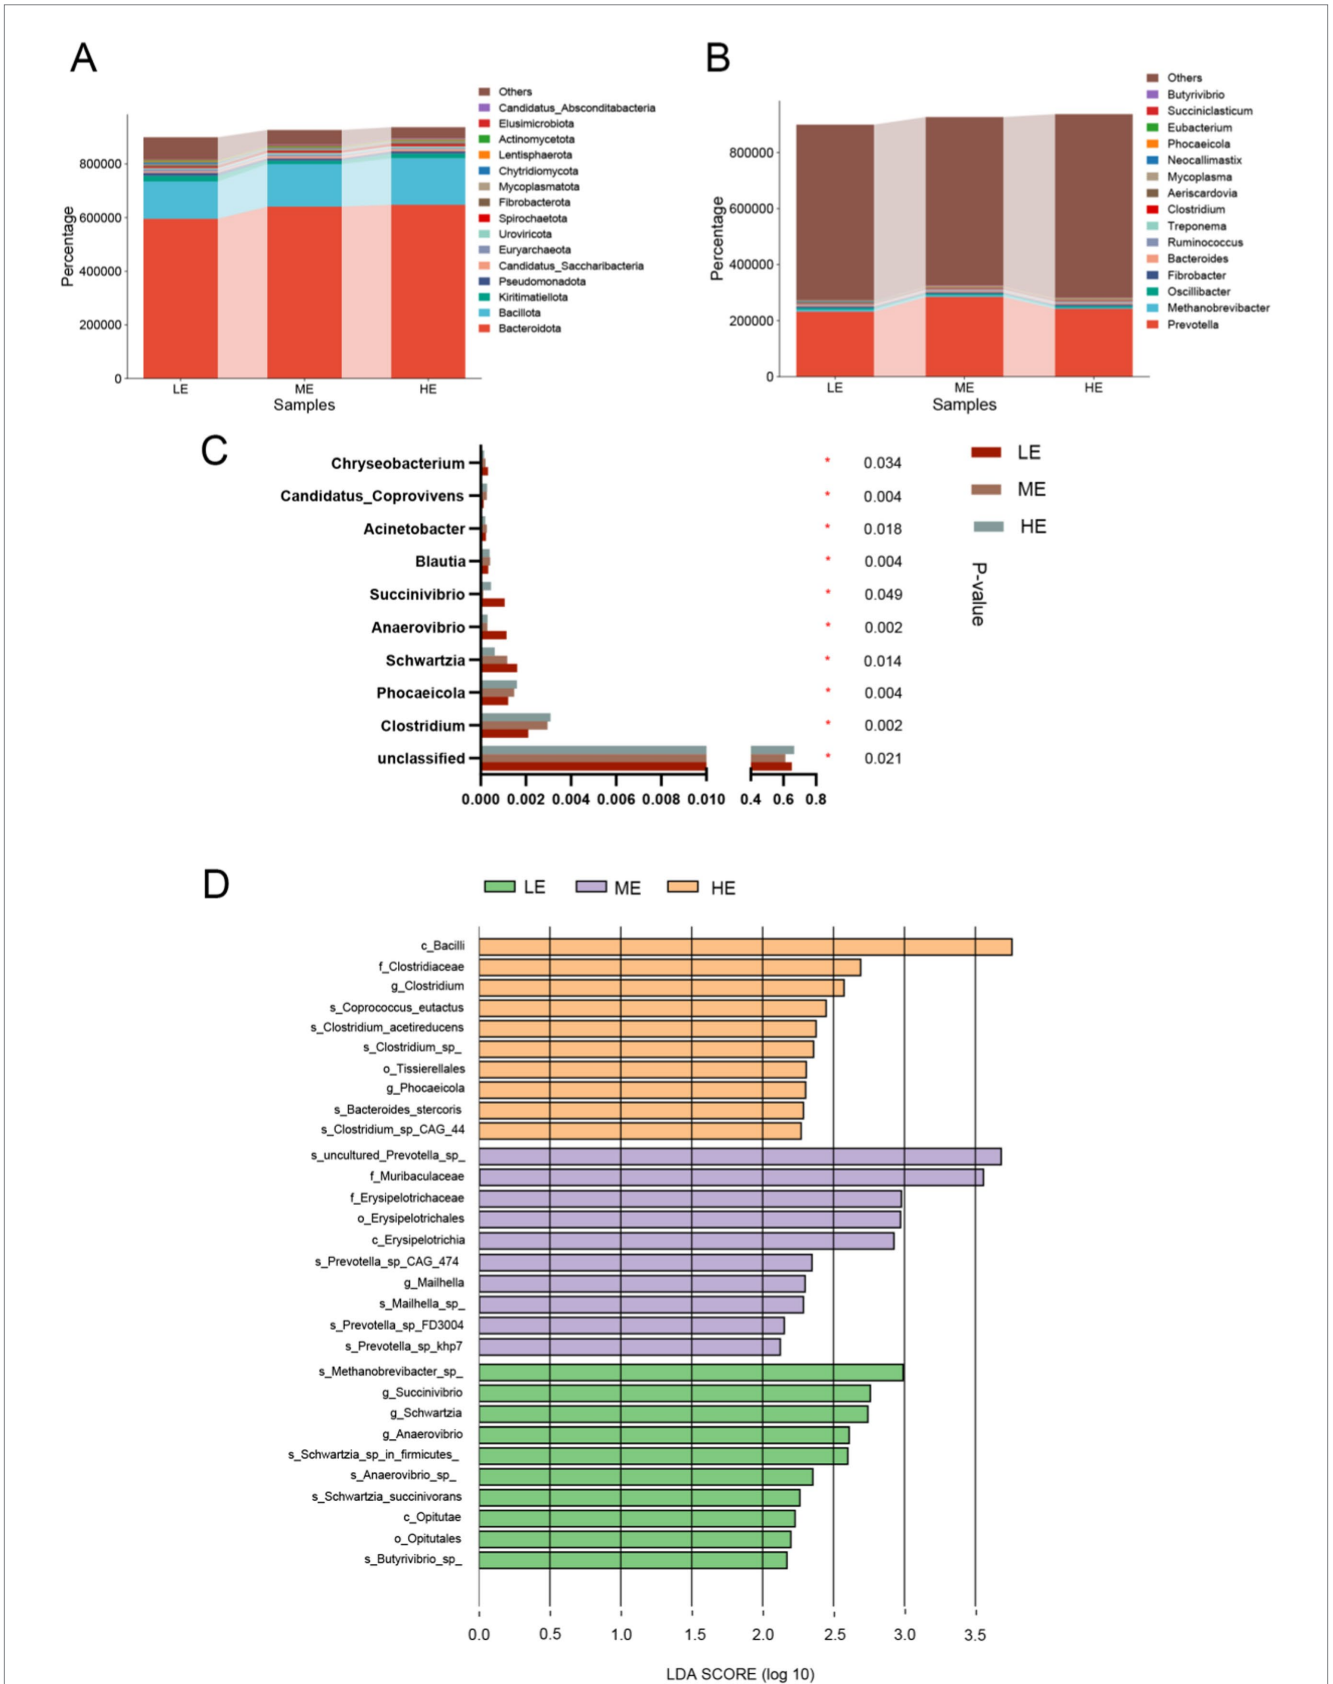 A
Others
Candidatus_Absconditabacteria
Elusimicrobiota
Actinomycetota
Lentisphaerota
Chytridiomycota
Mycoplasmatota
Fibrobacterota
Spirochaetota
Uroviricota
Euryarchaeota
Candidatus_Saccharibacteria
Pseudomonadota
Kiritimatiellota
Bacillota
Bacteroidota
Percentage
800000
600000
400000
200000
0
LE ME HE
Samples
B
Others
Butyrivibrio
Succiniclasticum
Eubacterium
Phocaeicola
Neocallimastix
Mycoplasma
Aeriscardovia
Clostridium
Treponema
Ruminococcus
Bacteroides
Fibrobacter
Oscillibacter
Methanobrevibacter
Prevotella
Percentage
800000
600000
400000
200000
0
LE ME HE
Samples
C
Chryseobacterium * 0.034
Candidatus_Coprovivens * 0.004
Acinetobacter * 0.018
Blautia * 0.004
Succinivibrio * 0.049
Anaerovibrio * 0.002
Schwartzia * 0.014
Phocaeicola * 0.004
Clostridium * 0.002
unclassified * 0.021
0.000 0.002 0.004 0.006 0.008 0.010 0.4 0.6 0.8
LE
ME
HE
P-value
D
LE ME HE
c_Bacilli
f_Clostridiaceae
g_Clostridium
s_Coprococcus_eutactus
s_Clostridium_acetireducens
s_Clostridium_sp_
o_Tissierellales
g_Phocaeicola
s_Bacteroides_stercoris
s_Clostridium_sp_CAG_44
s_uncultured_Prevotella_sp_
f_Muribaculaceae
f_Erysipelotrichaceae
o_Erysipelotrichales
c_Erysipelotrichia
s_Prevotella_sp_CAG_474
g_Mailhella
s_Mailhella_sp_
s_Prevotella_sp_FD3004
s_Prevotella_sp_khp7
s_Methanobrevibacter_sp_
g_Succinivibrio
g_Schwartzia
g_Anaerovibrio
s_Schwartzia_sp_in_firmicutes_
s_Anaerovibrio_sp_
s_Schwartzia_succinivorans
c_Opitutae
o_Opitutales
s_Butyrivibrio_sp_
0.0 0.5 1.0 1.5 2.0 2.5 3.0 3.5
LDA SCORE (log 10)